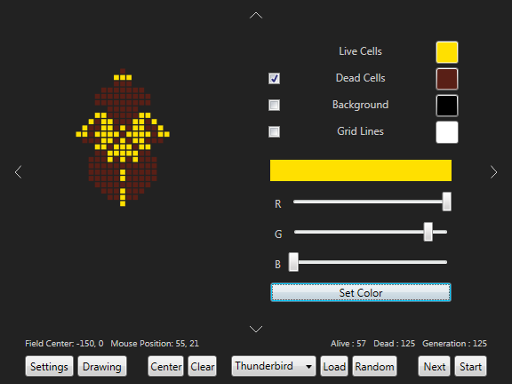 Live Cells
Dead Cells
Background
Grid Lines
R
G
B
Set Color
Field Center: -150, 0 Mouse Position: 55, 21 Alive : 57 Dead : 125 Generation : 125
Settings Drawing Center Clear Thunderbird Load Random Next Start